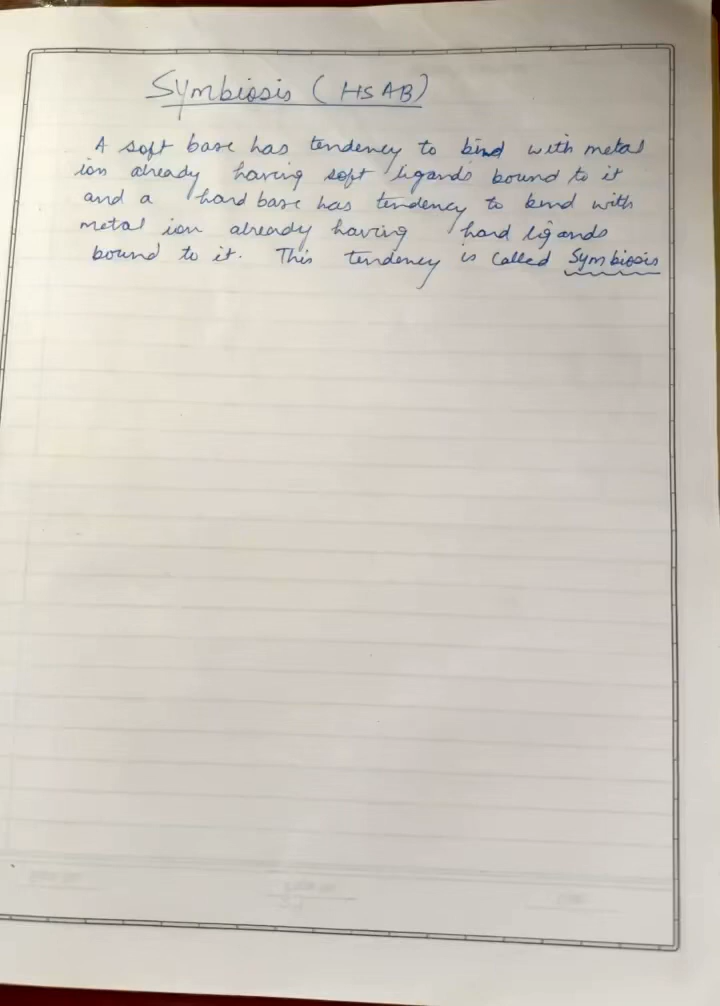 Symbiosis (HSAB)
A soft base has tendency to bind with metal
ion already having soft ligands bound to it
and a hard base has tendency to bind with
metal ion already having hard ligands
bound to it. This tendency is called Symbiosis